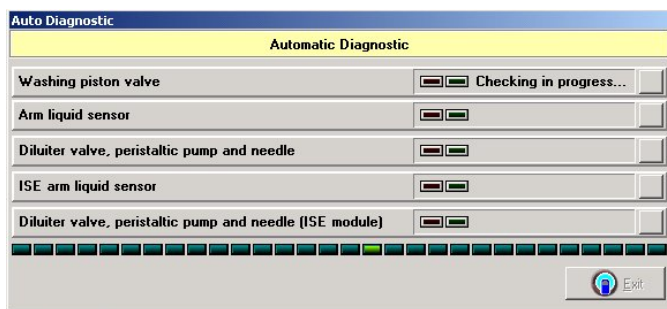 Auto Diagnostic
Automatic Diagnostic
Washing piston valve Checking in progress...
Arm liquid sensor
Diluiter valve, peristaltic pump and needle
ISE arm liquid sensor
Diluiter valve, peristaltic pump and needle (ISE module)
Exit